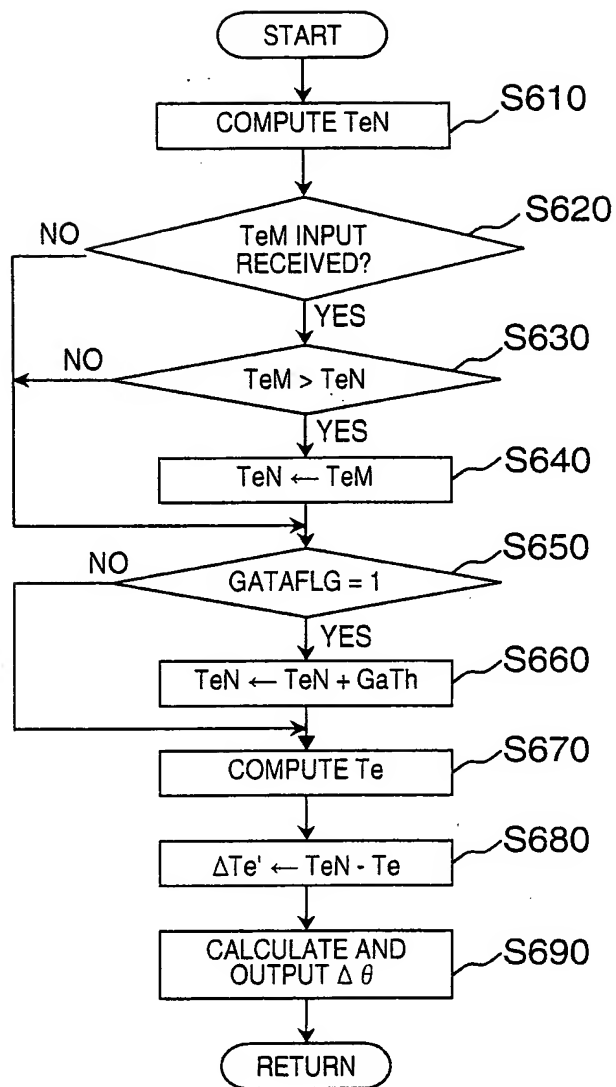 START
S610
COMPUTE TeN
S620
NO
TeM INPUT
RECEIVED?
YES
S630
NO
TeM > TeN
YES
S640
TeN ← TeM
S650
NO
GATAFLG = 1
YES
S660
TeN ← TeN + GaTh
S670
COMPUTE Te
S680
ΔTe' ← TeN - Te
S690
CALCULATE AND
OUTPUT Δ θ
RETURN